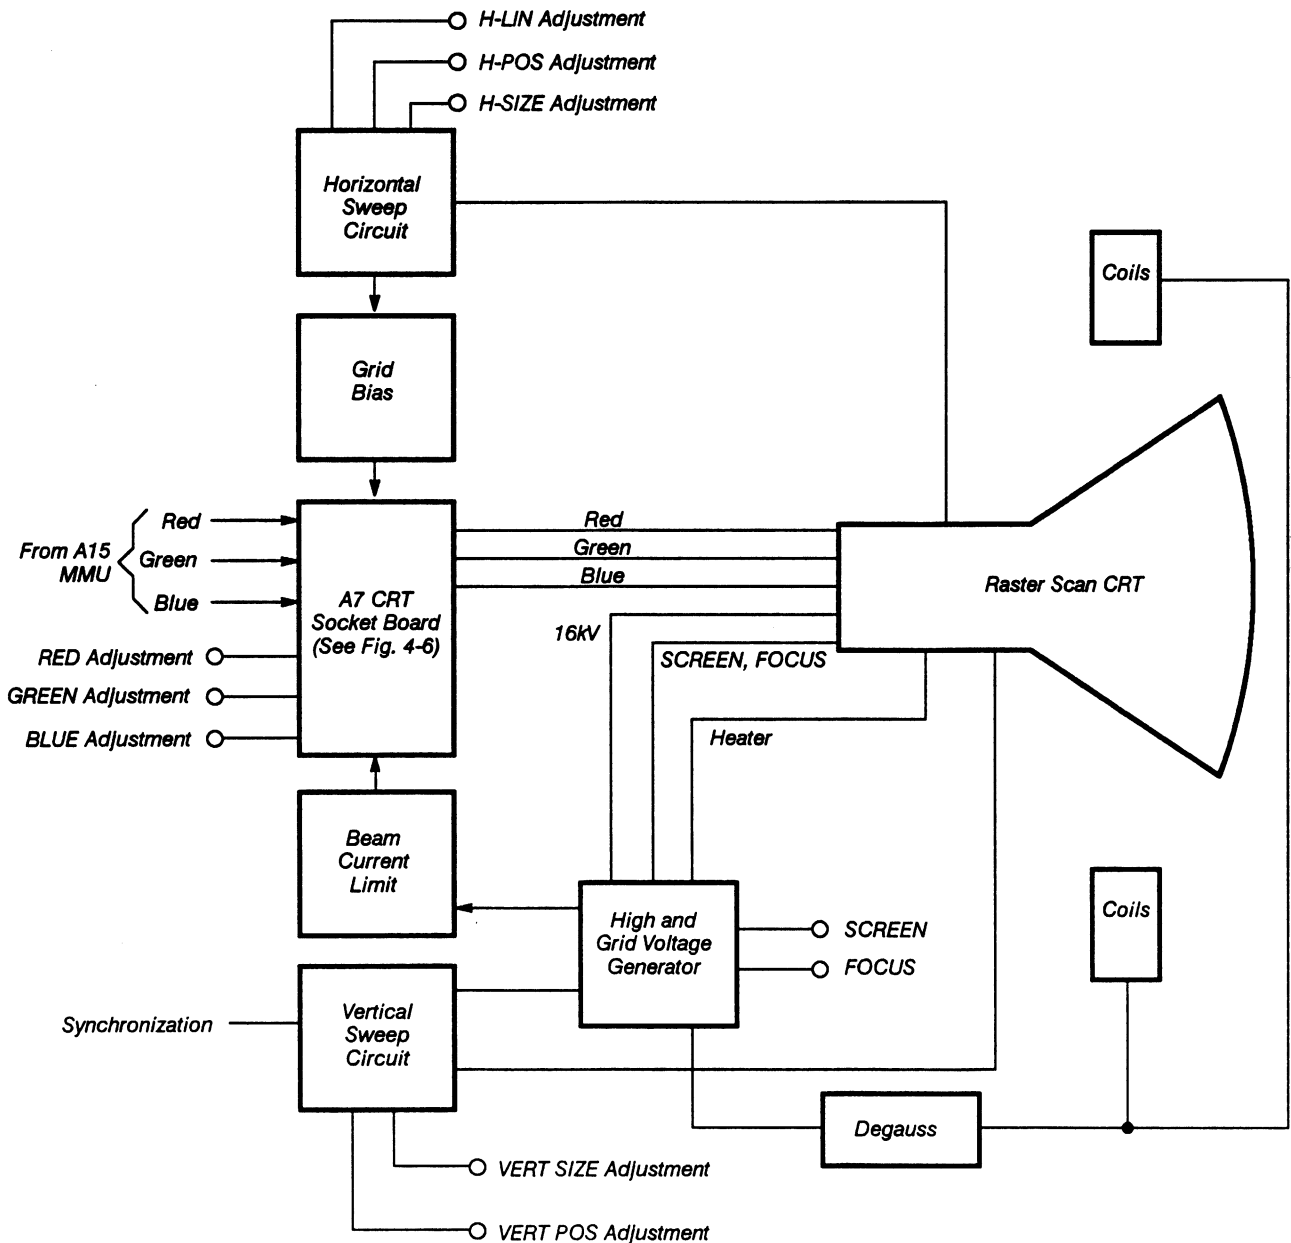 H-LIN Adjustment
H-POS Adjustment
H-SIZE Adjustment
Horizontal
Sweep
Circuit
Coils
Grid
Bias
From A15
MMU
Red
Green
Blue
RED Adjustment
GREEN Adjustment
BLUE Adjustment
A7 CRT
Socket Board
(See Fig. 4-6)
Red
Green
Blue
16kV
SCREEN, FOCUS
Heater
Raster Scan CRT
Beam
Current
Limit
High and
Grid Voltage
Generator
SCREEN
FOCUS
Coils
Synchronization
Vertical
Sweep
Circuit
Degauss
VERT SIZE Adjustment
VERT POS Adjustment